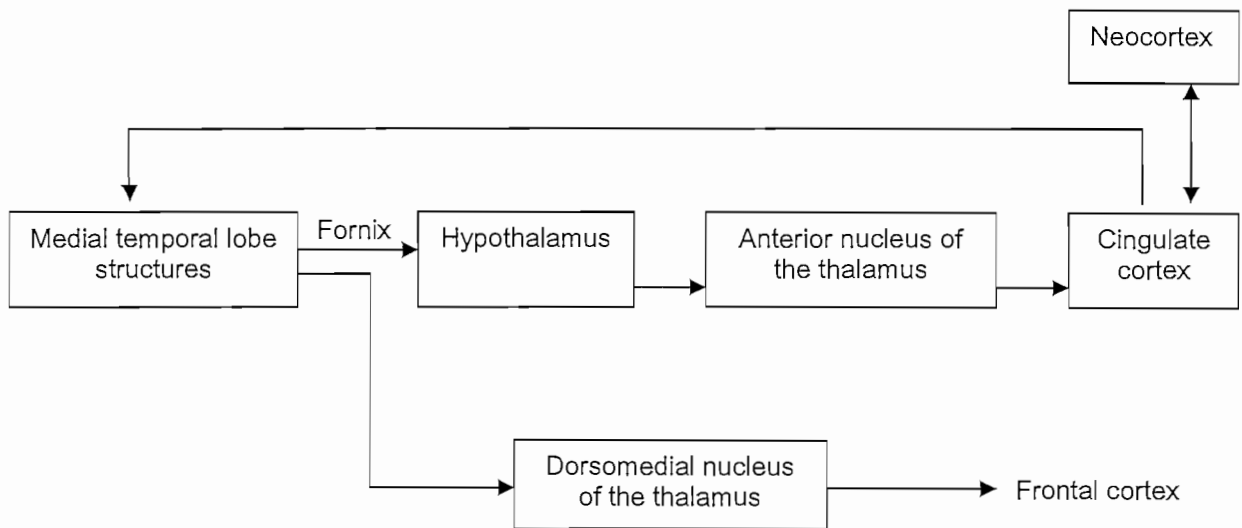 Neocortex
Medial temporal lobe
structures
Fornix
Hypothalamus
Anterior nucleus of
the thalamus
Cingulate
cortex
Dorsomedial nucleus
of the thalamus
Frontal cortex